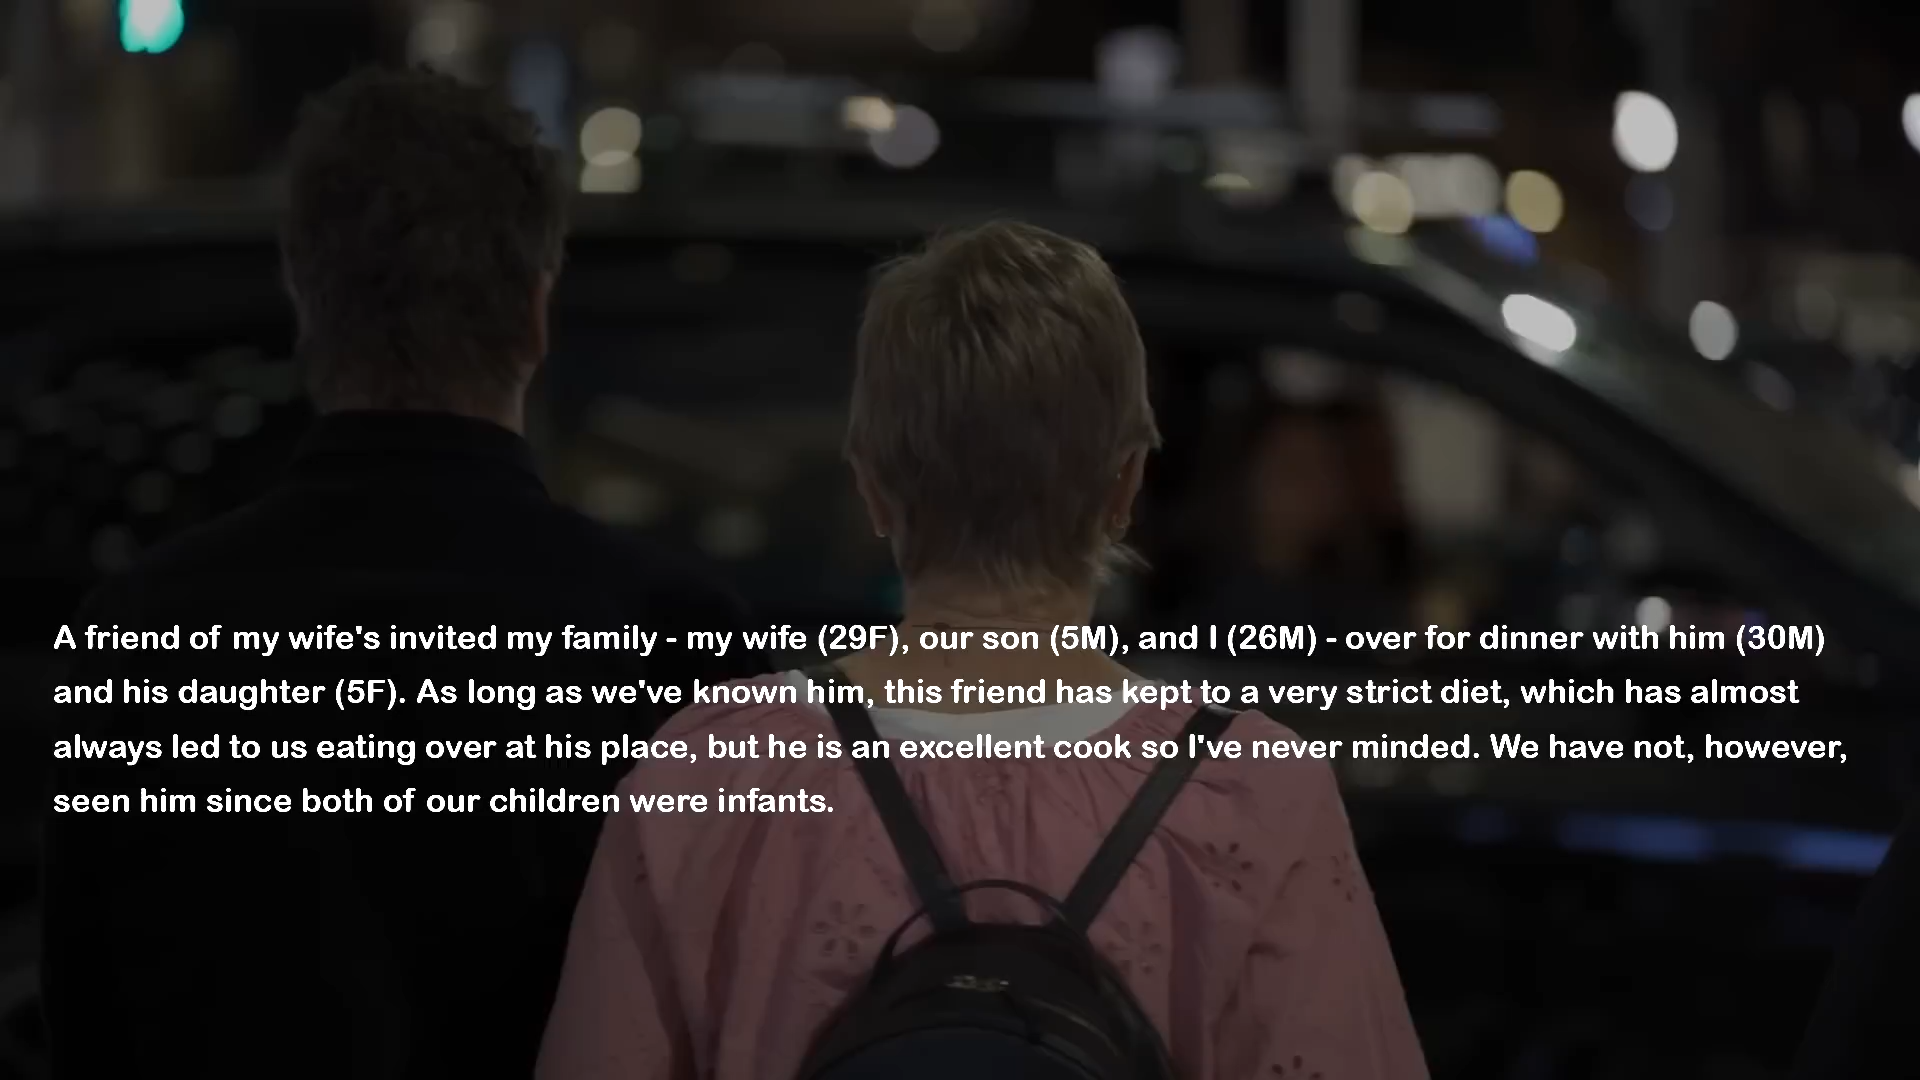 A friend of my wife's invited my family - my wife (29F), our son (5M), and I (26M) - over for dinner with him (30M)
and his daughter (5F). As long as we've known him, this friend has kept to a very strict diet, which has almost
always led to us eating over at his place, but he is an excellent cook so I've never minded. We have not, however,
seen him since both of our children were infants.